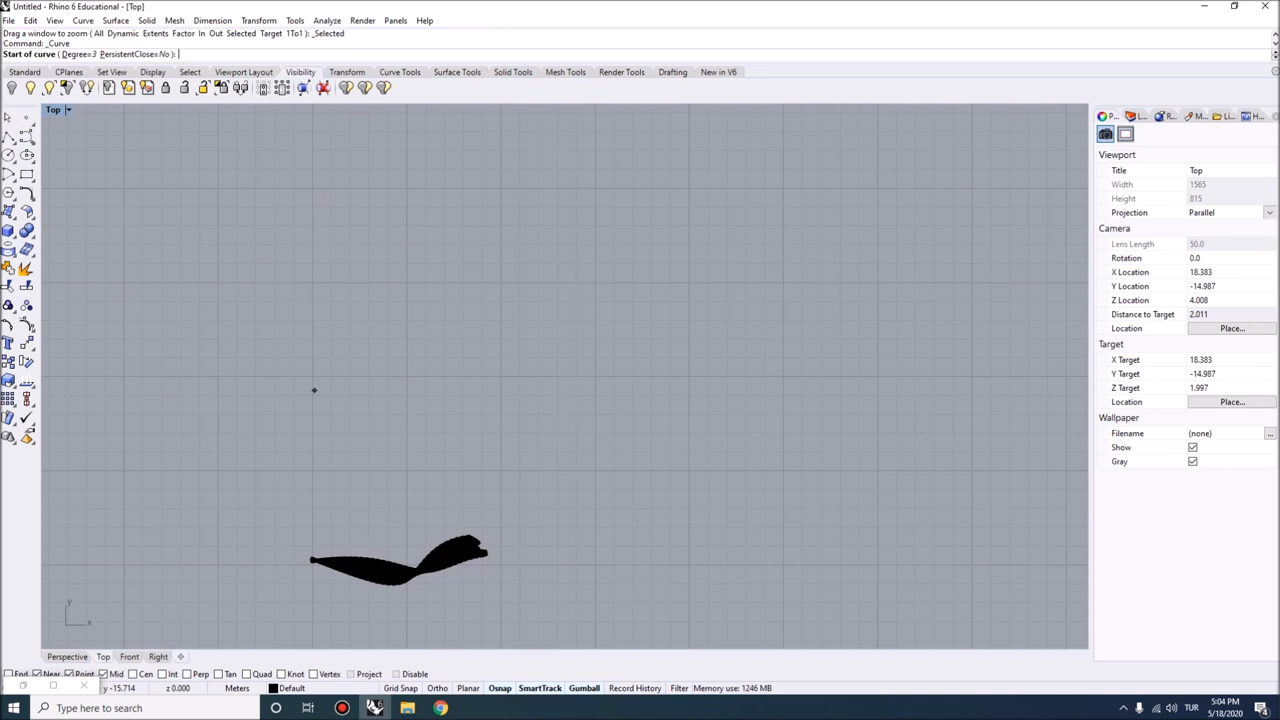 Untitled - Rhino 6 Educational - [Top]
File Edit View Curve Surface Solid Mesh Dimension Transform Tools Analyze Render Panels Help
Drag a window to zoom ( All Dynamic Extents Factor In Out Selected Target 1To1 ): _Selected
Command: _Curve
Start of curve ( Degree=3 PersistentClose=No ):
Standard CPlanes Set View Display Select Viewport Layout Visibility Transform Curve Tools Surface Tools Solid Tools Mesh Tools Render Tools Drafting New in V6
Top
P... L... R... M... Li... H...
Viewport
Title Top
Width 1565
Height 815
Projection Parallel
Camera
Lens Length 50.0
Rotation 0.0
X Location 18.383
Y Location -14.987
Z Location 4.008
Distance to Target 2.011
Location Place...
Target
X Target 18.383
Y Target -14.987
Z Target 1.997
Location Place...
Wallpaper
Filename (none) ...
Show
Gray
y
x
Perspective Top Front Right
End Near Point Mid Cen Int Perp Tan Quad Knot Vertex Project Disable
y -15.714 z 0.000 Meters Default Grid Snap Ortho Planar Osnap SmartTrack Gumball Record History Filter Memory use: 1246 MB
Type here to search
TUR
5:04 PM
5/18/2020
4